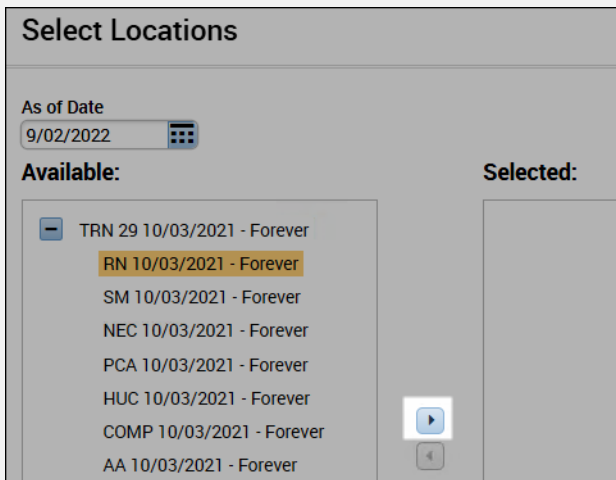 Select Locations
As of Date
9/02/2022
Available:
Selected:
TRN 29 10/03/2021 - Forever
RN 10/03/2021 - Forever
SM 10/03/2021 - Forever
NEC 10/03/2021 - Forever
PCA 10/03/2021 - Forever
HUC 10/03/2021 - Forever
COMP 10/03/2021 - Forever
AA 10/03/2021 - Forever